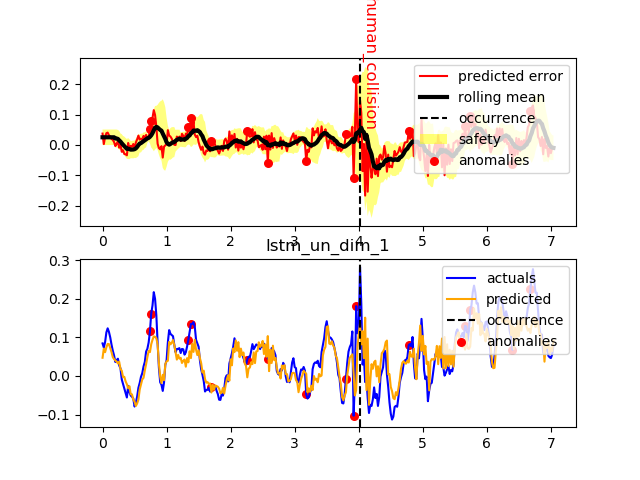 human_collision
0.2
0.1
0.0
−0.1
−0.2
predicted error
rolling mean
occurrence
safety
anomalies
0 1 2 3 4 5 6 7
lstm_un_dim_1
0.3
0.2
0.1
0.0
−0.1
actuals
predicted
occurrence
anomalies
0 1 2 3 4 5 6 7